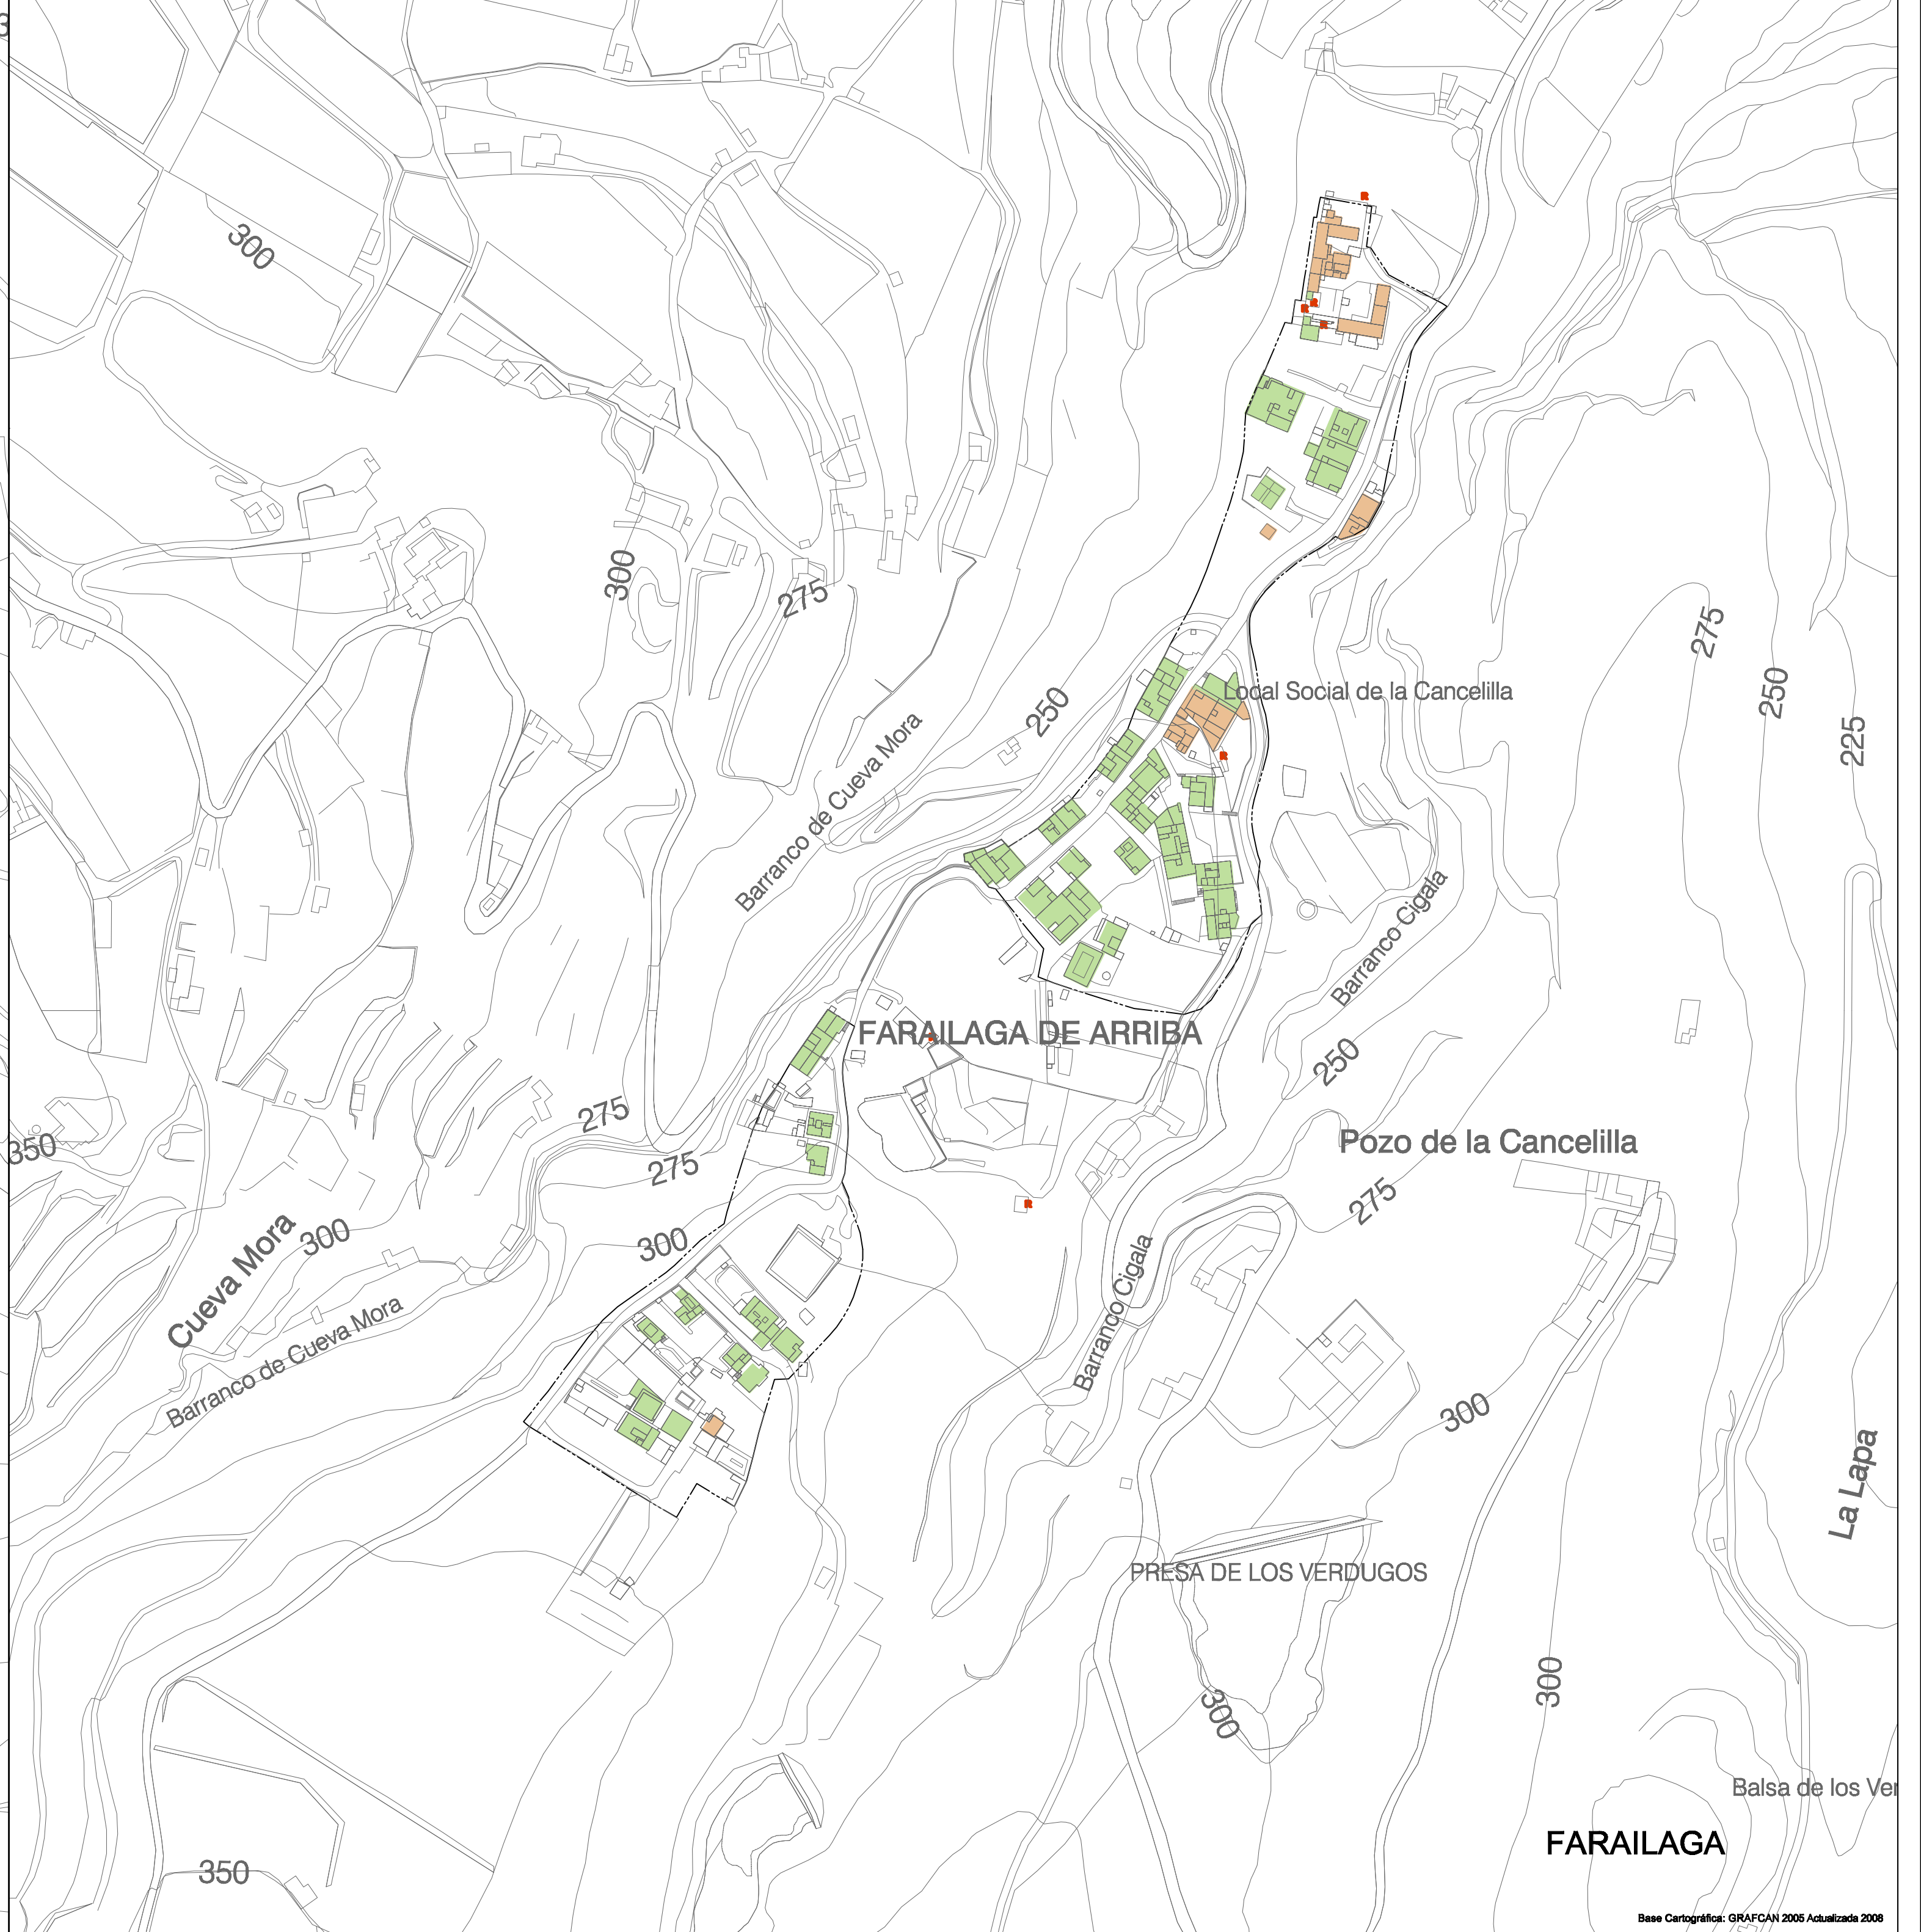 3
R
300
R
R
R
300
275
275
250
250
225
Local Social de la Cancelilla
R
Barranco de Cueva Mora
Barranco Cigala
FARAILAGA DE ARRIBA
R
250
275
Pozo de la Cancelilla
350
275
275
R
Cueva Mora
300
300
Barranco Cigala
Barranco de Cueva Mora
300
La Lapa
PRESA DE LOS VERDUGOS
300
300
Balsa de los Ver
FARAILAGA
350
Base Cartográfica: GRAFCAN 2005 Actualizada 2008